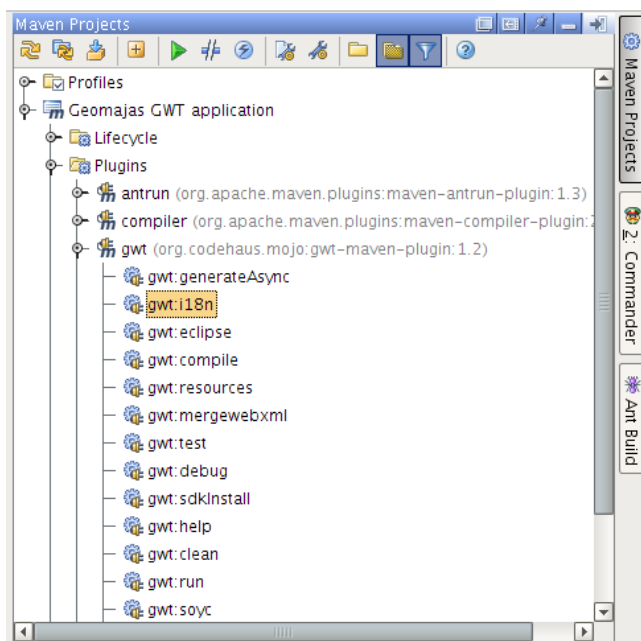 Maven Projects
Profiles
Geomajas GWT application
Lifecycle
Plugins
antrun (org.apache.maven.plugins:maven-antrun-plugin:1.3)
compiler (org.apache.maven.plugins:maven-compiler-plugin:
gwt (org.codehaus.mojo:gwt-maven-plugin:1.2)
gwt:generateAsync
gwt:i18n
gwt:eclipse
gwt:compile
gwt:resources
gwt:mergewebxml
gwt:test
gwt:debug
gwt:sdkInstall
gwt:help
gwt:clean
gwt:run
gwt:soyc
Maven Projects
2: Commander
Ant Build